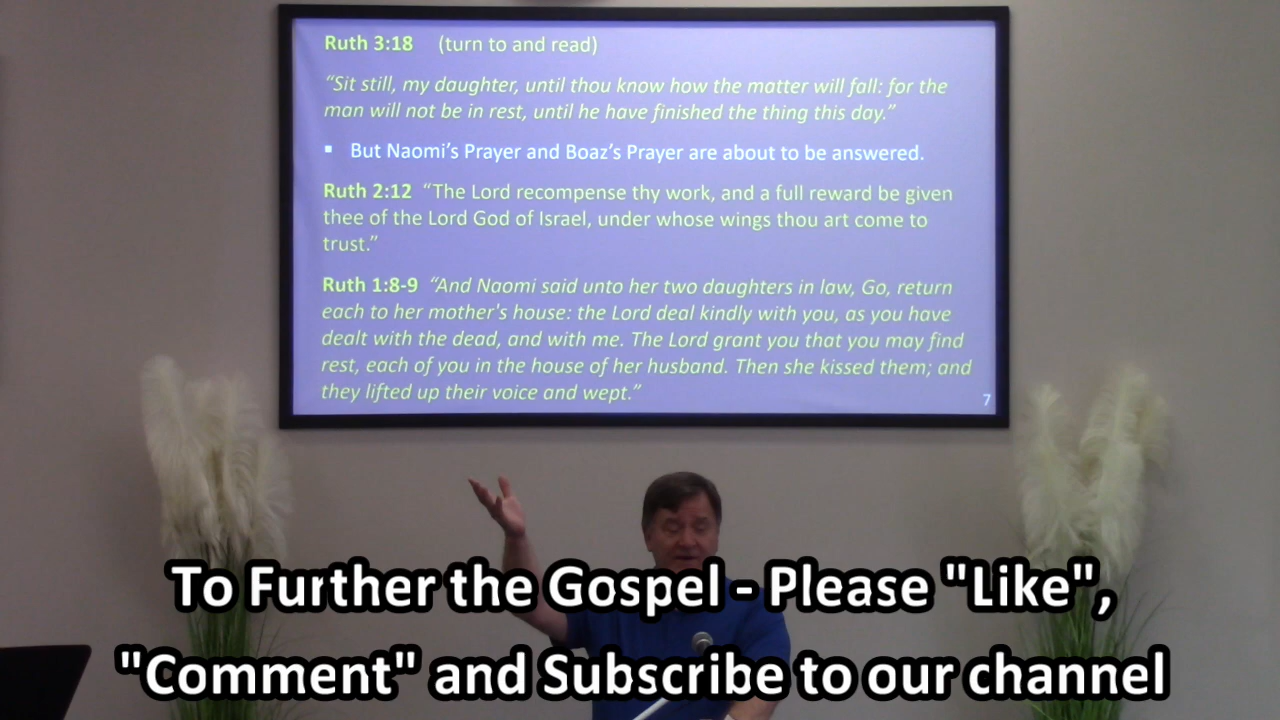 Ruth 3:18 (turn to and read)
“Sit still, my daughter, until thou know how the matter will fall: for the
man will not be in rest, until he have finished the thing this day.”
▪ But Naomi’s Prayer and Boaz’s Prayer are about to be answered.
Ruth 2:12 “The Lord recompense thy work, and a full reward be given
thee of the Lord God of Israel, under whose wings thou art come to
trust.”
Ruth 1:8-9 “And Naomi said unto her two daughters in law, Go, return
each to her mother's house: the Lord deal kindly with you, as you have
dealt with the dead, and with me. The Lord grant you that you may find
rest, each of you in the house of her husband. Then she kissed them; and
they lifted up their voice and wept.”
7
To Further the Gospel - Please "Like",
"Comment" and Subscribe to our channel